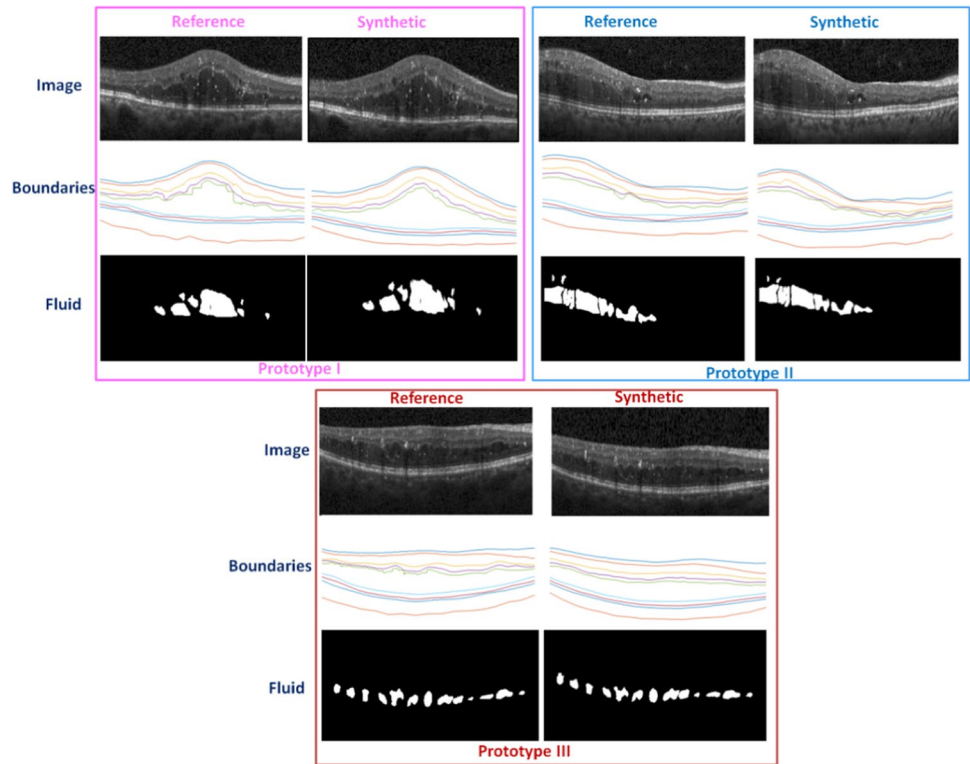 Reference Synthetic
Reference Synthetic
Image
Boundaries
Fluid
Prototype I
Prototype II
Reference Synthetic
Image
Boundaries
Fluid
Prototype III